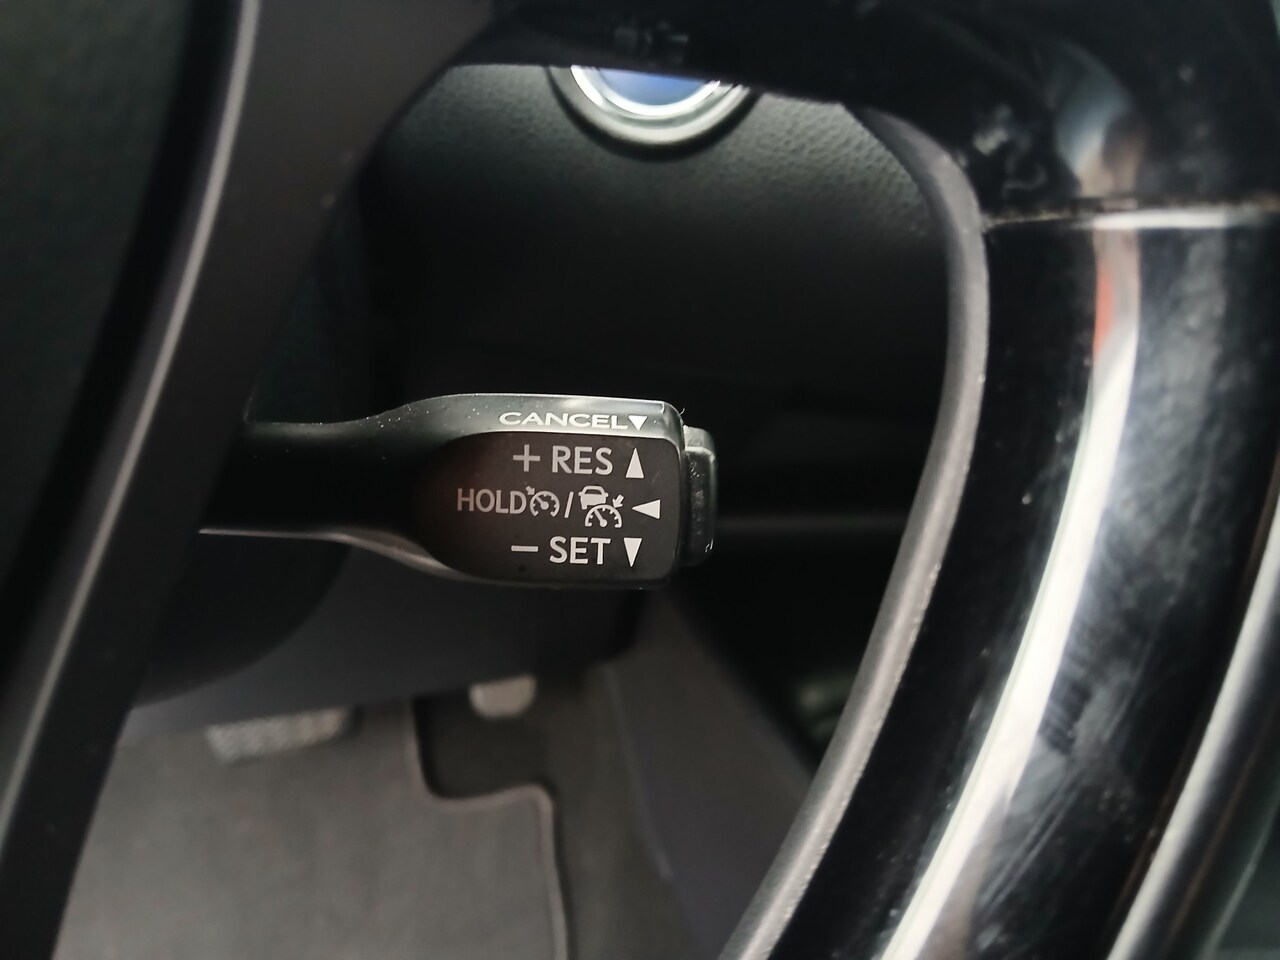 CANCEL▼
+ RES ▲
HOLD / ◀
− SET ▼